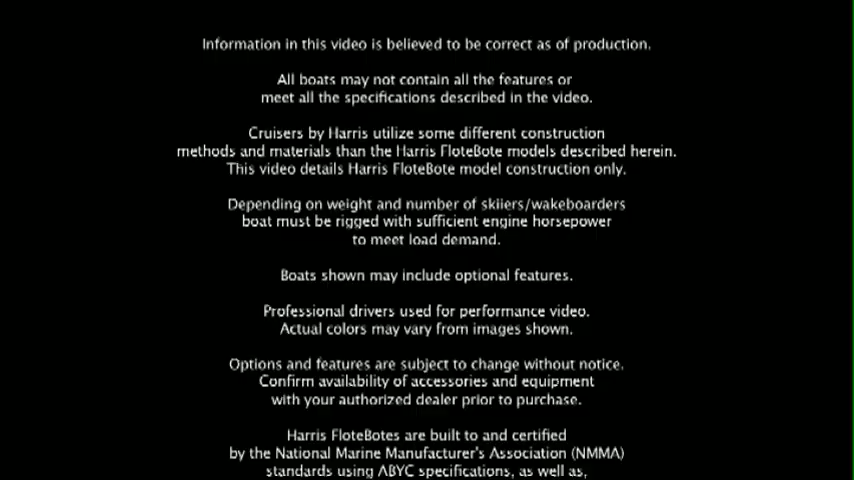 Information in this video is believed to be correct as of production.
All boats may not contain all the features or
meet all the specifications described in the video.
Cruisers by Harris utilize some different construction
methods and materials than the Harris FloteBote models described herein.
This video details Harris FloteBote model construction only.
Depending on weight and number of skiiers/wakeboarders
boat must be rigged with sufficient engine horsepower
to meet load demand.
Boats shown may include optional features.
Professional drivers used for performance video.
Actual colors may vary from images shown.
Options and features are subject to change without notice.
Confirm availability of accessories and equipment
with your authorized dealer prior to purchase.
Harris FloteBotes are built to and certified
by the National Marine Manufacturer's Association (NMMA)
standards using ABYC specifications, as well as,